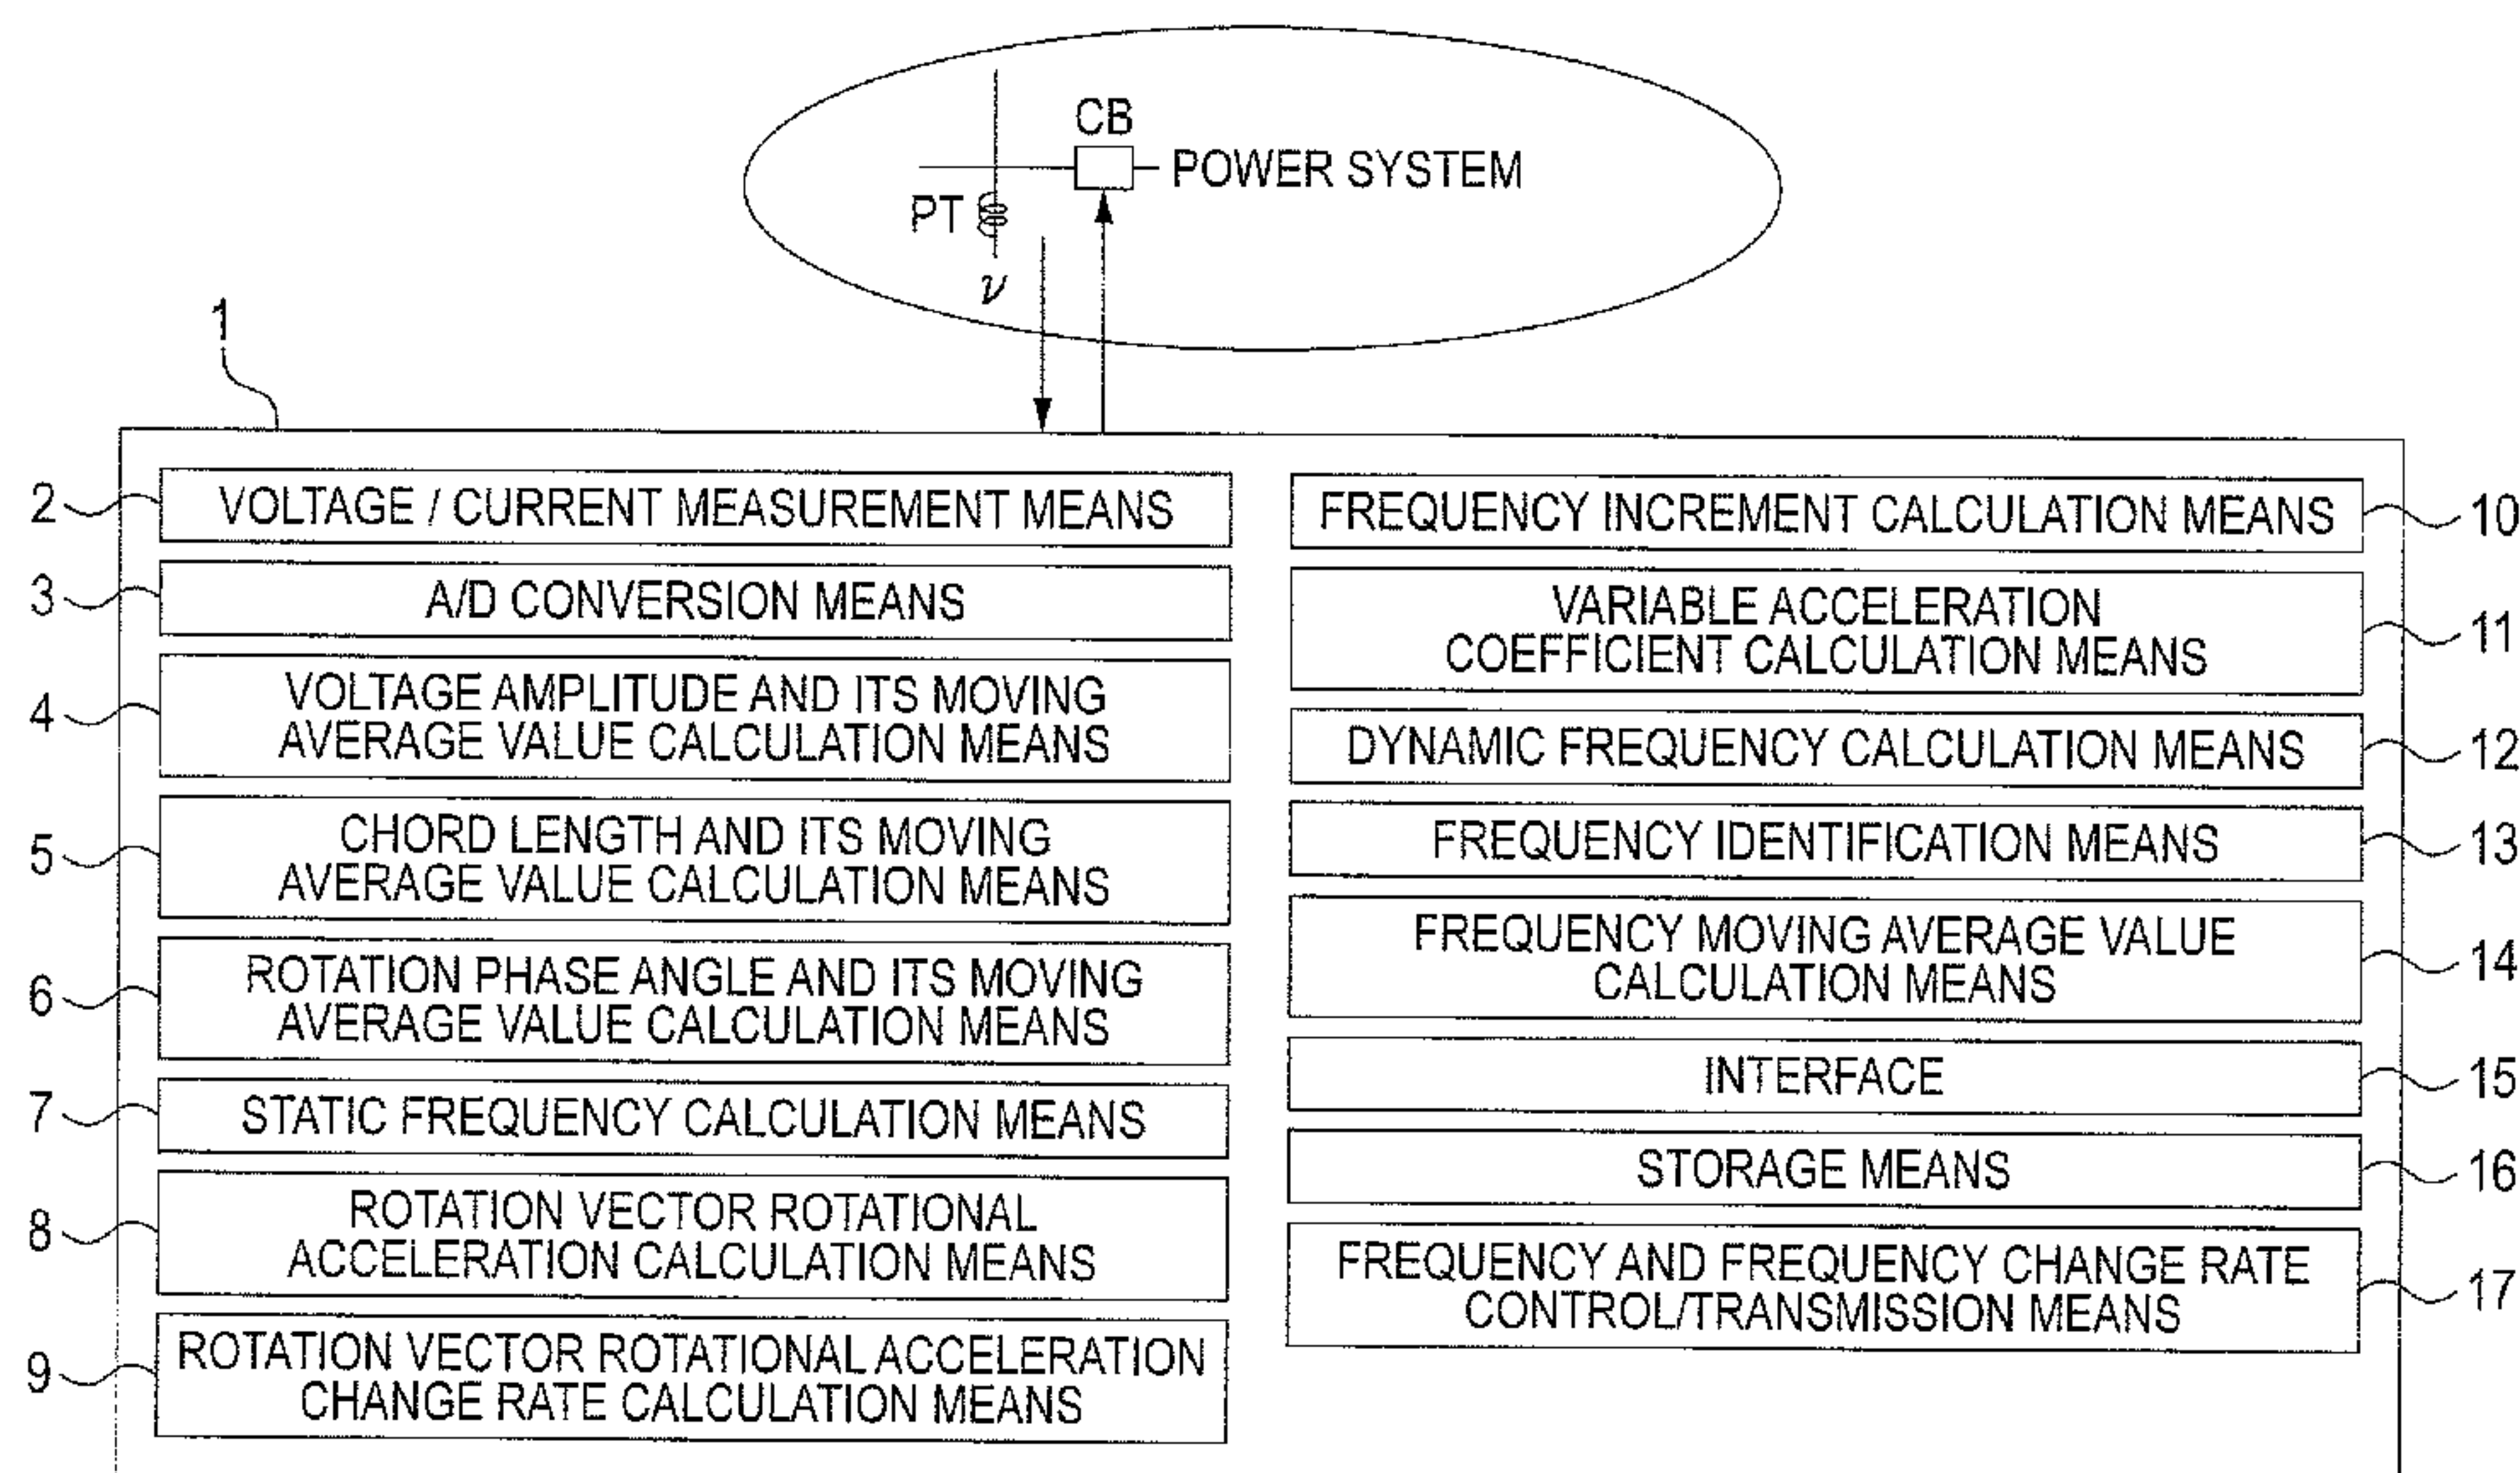 CB
POWER SYSTEM
PT
ν
1
2
VOLTAGE / CURRENT MEASUREMENT MEANS
3
A/D CONVERSION MEANS
4
VOLTAGE AMPLITUDE AND ITS MOVING
AVERAGE VALUE CALCULATION MEANS
5
CHORD LENGTH AND ITS MOVING
AVERAGE VALUE CALCULATION MEANS
6
ROTATION PHASE ANGLE AND ITS MOVING
AVERAGE VALUE CALCULATION MEANS
7
STATIC FREQUENCY CALCULATION MEANS
8
ROTATION VECTOR ROTATIONAL
ACCELERATION CALCULATION MEANS
9
ROTATION VECTOR ROTATIONAL ACCELERATION
CHANGE RATE CALCULATION MEANS
FREQUENCY INCREMENT CALCULATION MEANS
10
VARIABLE ACCELERATION
COEFFICIENT CALCULATION MEANS
11
DYNAMIC FREQUENCY CALCULATION MEANS
12
FREQUENCY IDENTIFICATION MEANS
13
FREQUENCY MOVING AVERAGE VALUE
CALCULATION MEANS
14
INTERFACE
15
STORAGE MEANS
16
FREQUENCY AND FREQUENCY CHANGE RATE
CONTROL/TRANSMISSION MEANS
17